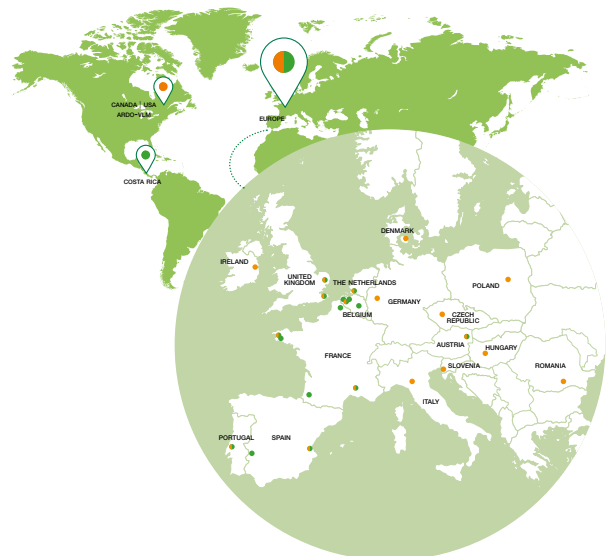 CANADA | USA
ARDO-VLM
EUROPE
COSTA RICA
DENMARK
IRELAND
UNITED
KINGDOM
THE NETHERLANDS
POLAND
GERMANY
BELGIUM
CZECH
REPUBLIC
AUSTRIA
HUNGARY
FRANCE
SLOVENIA
ROMANIA
ITALY
PORTUGAL
SPAIN